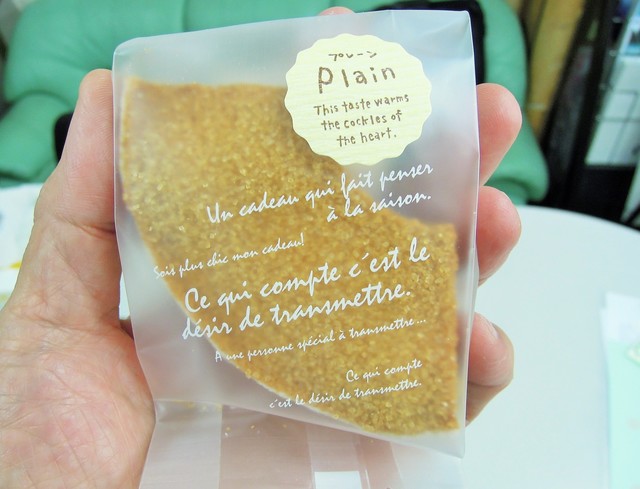 プレーン
Plain
This taste warms
the cockles of
the heart.
Un cadeau qui fait penser
à la saison.
Sois plus chic mon cadeau!
Ce qui compte c´est le
désir de transmettre.
A une personne spécial à transmettre...
Ce qui compte
c´est le désir de transmettre.